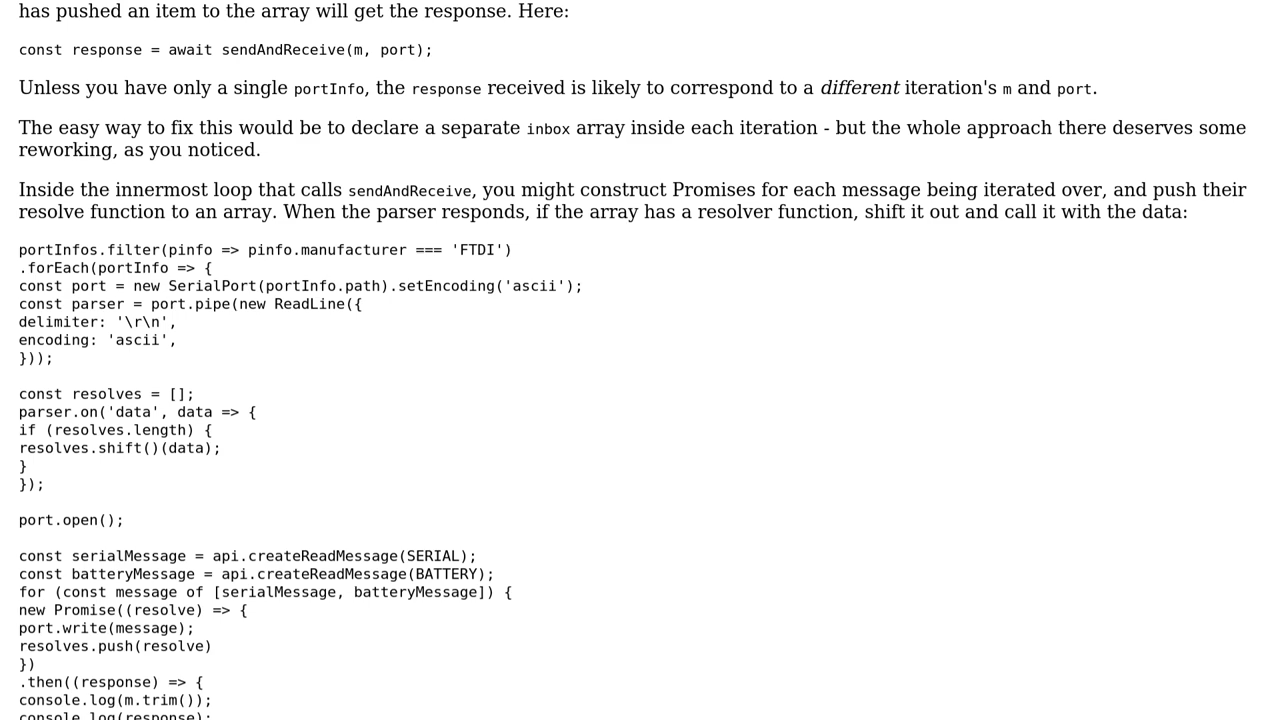 has pushed an item to the array will get the response. Here:
const response = await sendAndReceive(m, port);
Unless you have only a single portInfo, the response received is likely to correspond to a different iteration's m and port.
The easy way to fix this would be to declare a separate inbox array inside each iteration - but the whole approach there deserves some
reworking, as you noticed.
Inside the innermost loop that calls sendAndReceive, you might construct Promises for each message being iterated over, and push their
resolve function to an array. When the parser responds, if the array has a resolver function, shift it out and call it with the data:
portInfos.filter(pinfo => pinfo.manufacturer === 'FTDI')
.forEach(portInfo => {
const port = new SerialPort(portInfo.path).setEncoding('ascii');
const parser = port.pipe(new ReadLine({
delimiter: '\r\n',
encoding: 'ascii',
}));
const resolves = [];
parser.on('data', data => {
if (resolves.length) {
resolves.shift()(data);
}
});
port.open();
const serialMessage = api.createReadMessage(SERIAL);
const batteryMessage = api.createReadMessage(BATTERY);
for (const message of [serialMessage, batteryMessage]) {
new Promise((resolve) => {
port.write(message);
resolves.push(resolve)
})
.then((response) => {
console.log(m.trim());
console.log(response);